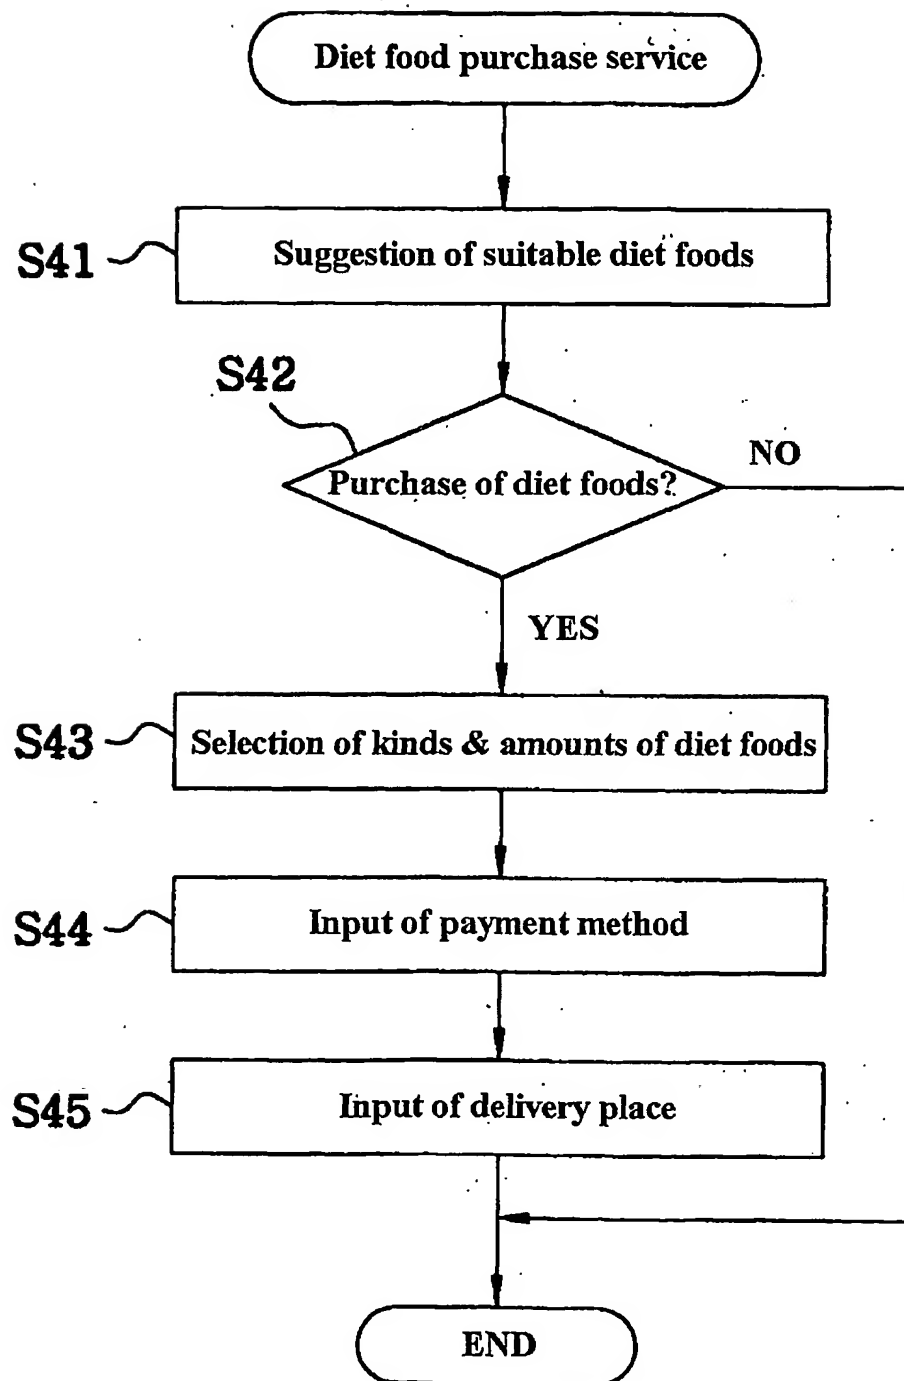 Diet food purchase service
S41
Suggestion of suitable diet foods
S42
Purchase of diet foods?
NO
YES
S43
Selection of kinds & amounts of diet foods
S44
Input of payment method
S45
Input of delivery place
END